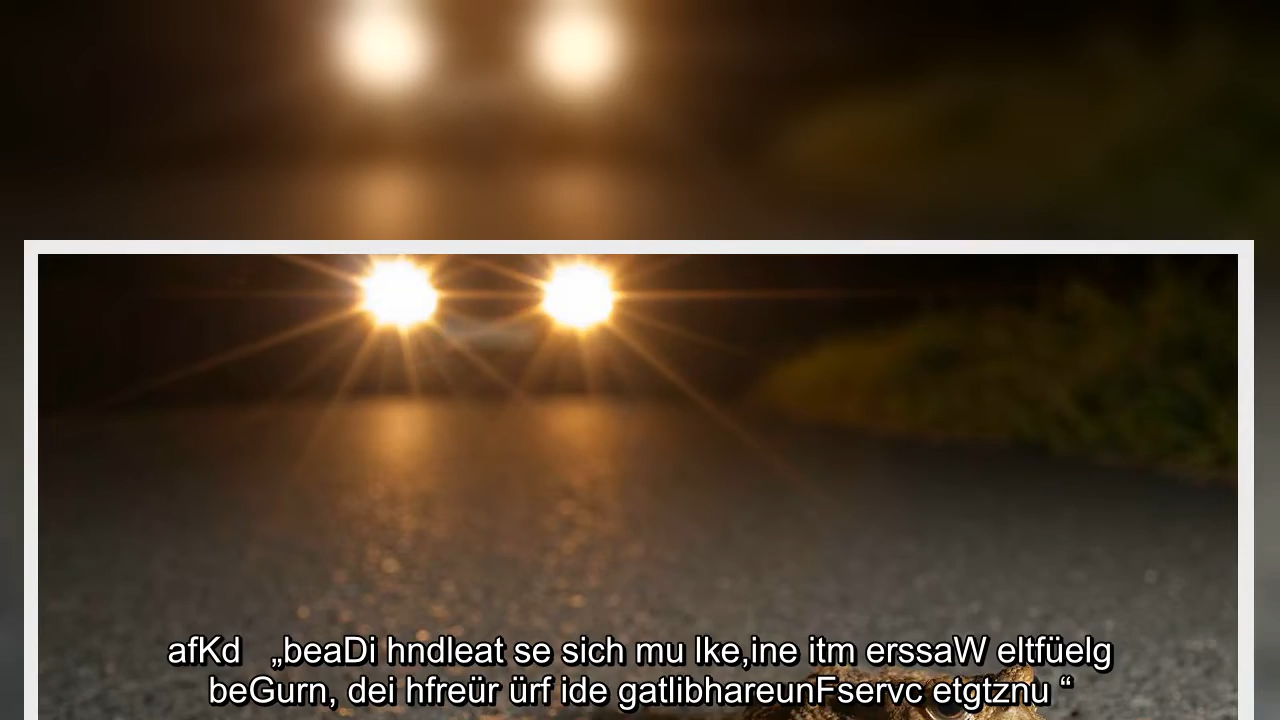 afKd „beaDi hndleat se sich mu lke,ine itm erssaW eltfüelg
beGurn, dei hfreür ürf ide gatlibhareunFservc etgtznu “